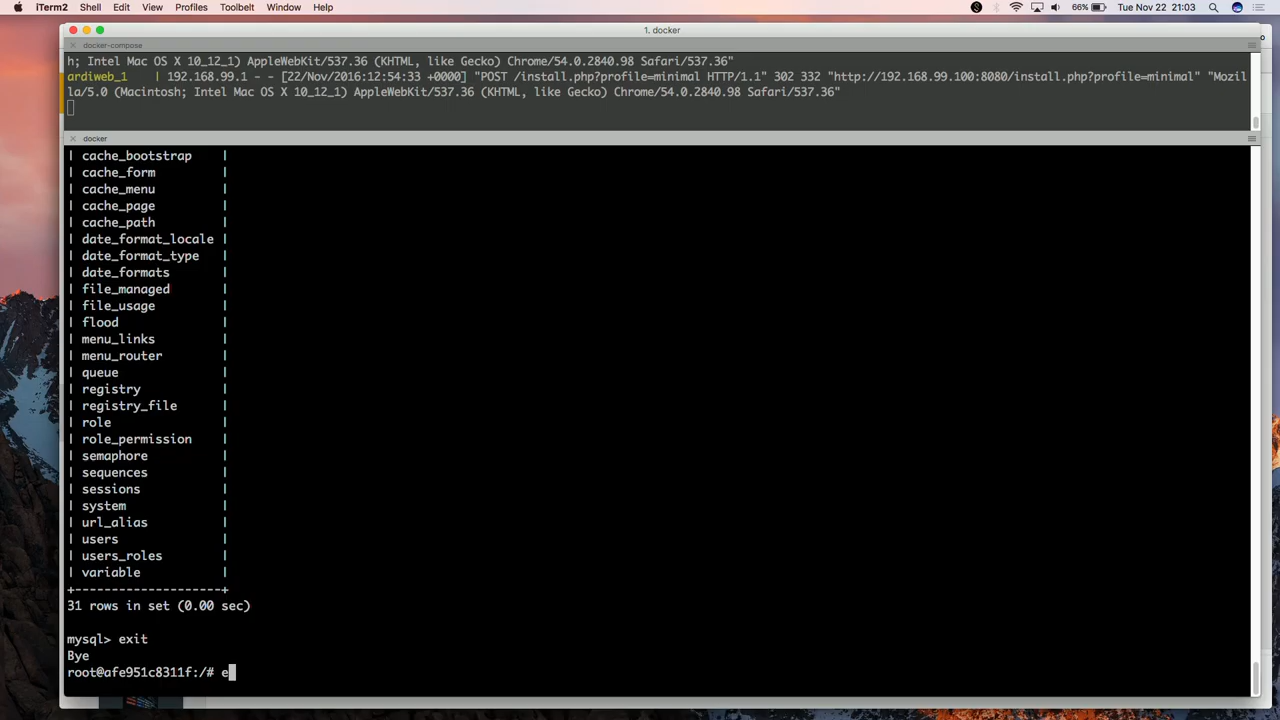 iTerm2 Shell Edit View Profiles Toolbelt Window Help 66% Tue Nov 22 21:03
1. docker
docker-compose
h; Intel Mac OS X 10_12_1) AppleWebKit/537.36 (KHTML, like Gecko) Chrome/54.0.2840.98 Safari/537.36"
ardiweb_1 | 192.168.99.1 - - [22/Nov/2016:12:54:33 +0000] "POST /install.php?profile=minimal HTTP/1.1" 302 332 "http://192.168.99.100:8080/install.php?profile=minimal" "Mozil
la/5.0 (Macintosh; Intel Mac OS X 10_12_1) AppleWebKit/537.36 (KHTML, like Gecko) Chrome/54.0.2840.98 Safari/537.36"
docker
| cache_bootstrap |
| cache_form |
| cache_menu |
| cache_page |
| cache_path |
| date_format_locale |
| date_format_type |
| date_formats |
| file_managed |
| file_usage |
| flood |
| menu_links |
| menu_router |
| queue |
| registry |
| registry_file |
| role |
| role_permission |
| semaphore |
| sequences |
| sessions |
| system |
| url_alias |
| users |
| users_roles |
| variable |
+---------------------+
31 rows in set (0.00 sec)
mysql> exit
Bye
root@afe951c8311f:/# e